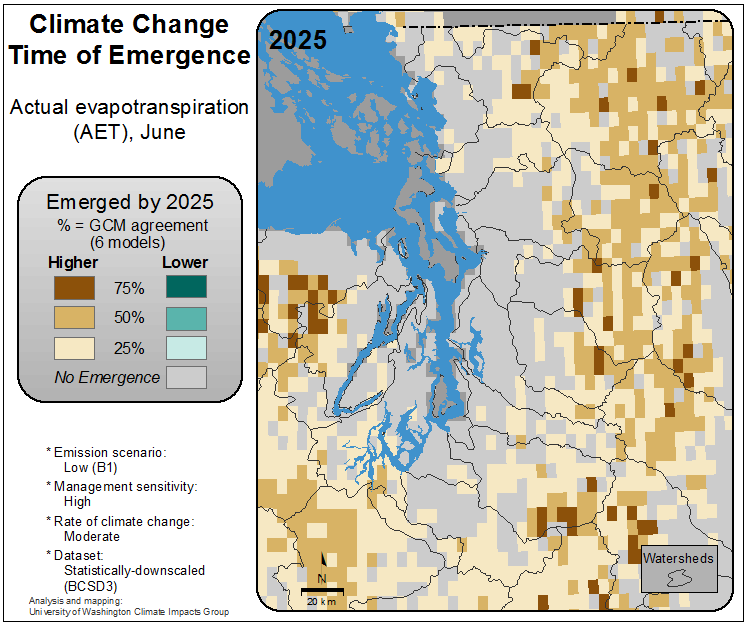 Climate Change
Time of Emergence
Actual evapotranspiration
(AET), June
Emerged by 2025
% = GCM agreement
(6 models)
Higher Lower
75%
50%
25%
No Emergence
* Emission scenario:
Low (B1)
* Management sensitivity:
High
* Rate of climate change:
Moderate
* Dataset:
Statistically-downscaled
(BCSD3)
Analysis and mapping:
University of Washington Climate Impacts Group
2025
N
20 km
Watersheds